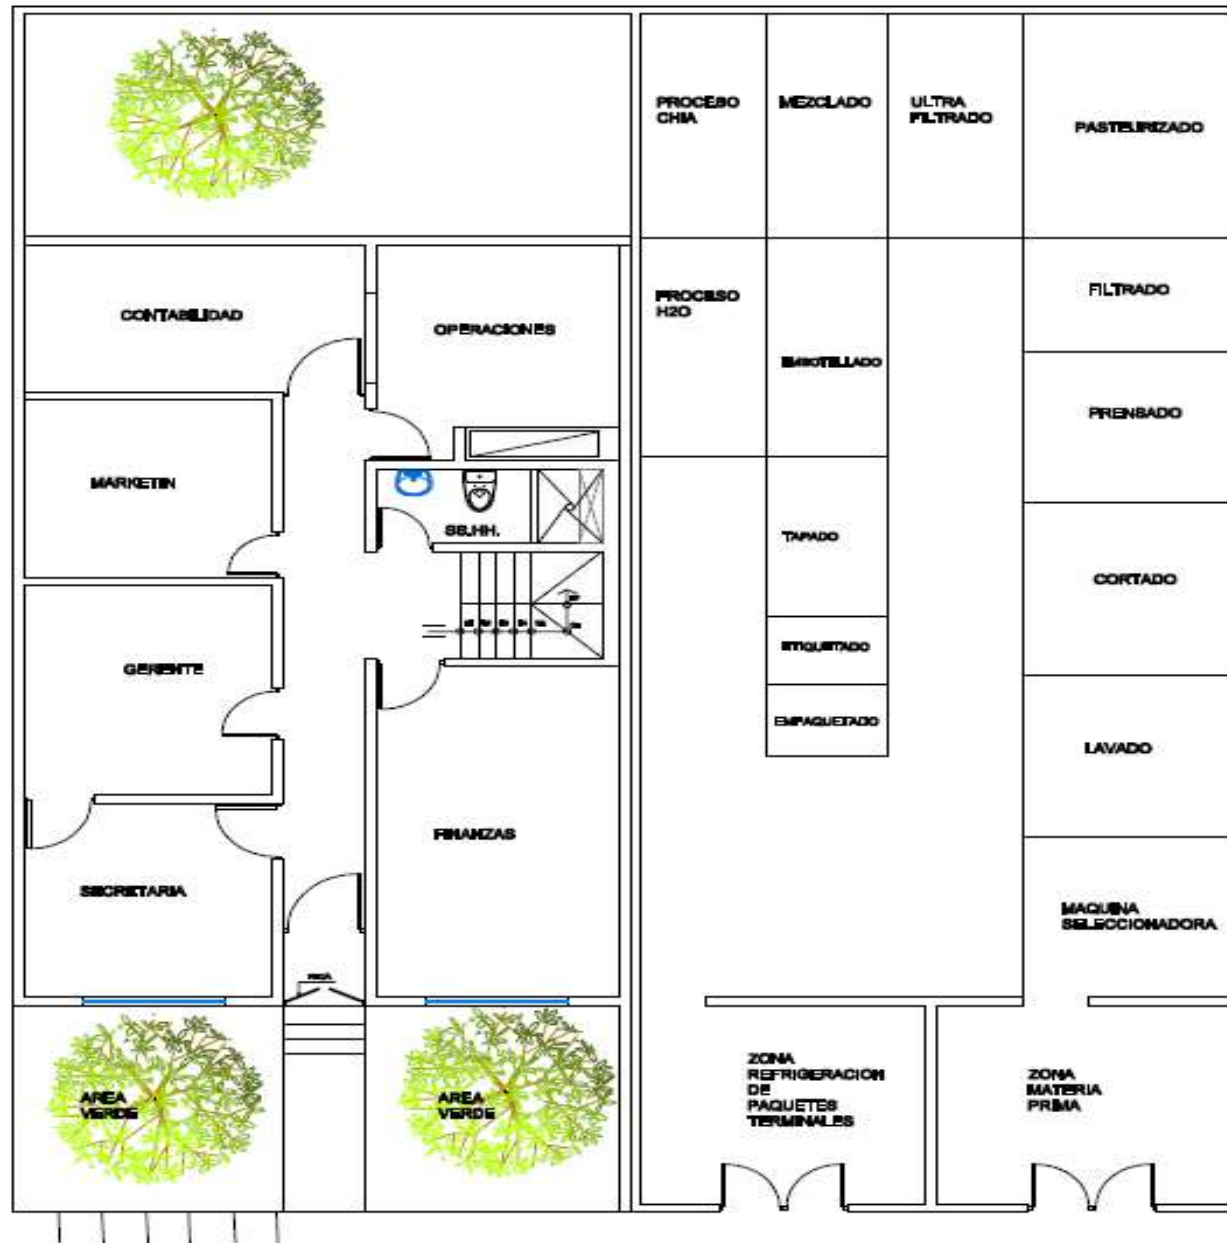 PROCESO
CHIA
MEZCLADO
ULTRA
FILTRADO
PASTEURIZADO
CONTABILIDAD
OPERACIONES
PROCESO
H2O
FILTRADO
EMBOTELLADO
PRENSADO
MARKETIN
SS.HH.
TAPADO
CORTADO
GERENTE
ETIQUETADO
EMPAQUETADO
LAVADO
FINANZAS
SECRETARIA
MAQUINA
SELECCIONADORA
AREA
VERDE
AREA
VERDE
ZONA
REFRIGERACION
DE
PAQUETES
TERMINALES
ZONA
MATERIA
PRIMA